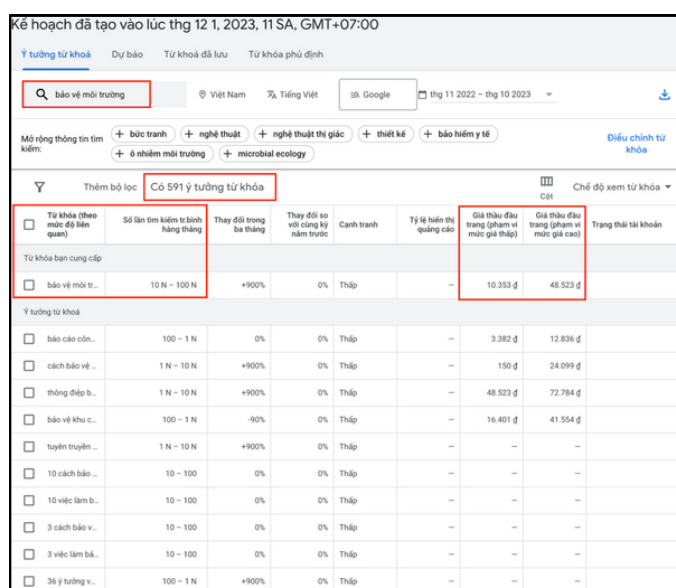 Kế hoạch đã tạo vào lúc thg 12 1, 2023, 11 SA, GMT+07:00
Ý tưởng từ khoá Dự báo Từ khoá đã lưu Từ khóa phủ định
bảo vệ môi trường Việt Nam Tiếng Việt Google thg 11 2022 – thg 10 2023
Mở rộng thông tin tìm kiếm: + bức tranh + nghệ thuật + nghệ thuật thị giác + thiết kế + bảo hiểm y tế
+ ô nhiễm môi trường + microbial ecology
Điều chỉnh từ khóa
Thêm bộ lọc Có 591 ý tưởng từ khóa Cột Chế độ xem từ khóa
Từ khóa (theo mức độ liên quan) Số lần tìm kiếm tr.bình hàng tháng Thay đổi trong ba tháng Thay đổi so với cùng kỳ năm trước Cạnh tranh Tỷ lệ hiển thị quảng cáo Giá thầu đầu trang (phạm vi mức giá thấp) Giá thầu đầu trang (phạm vi mức giá cao) Trạng thái tài khoản
Từ khóa bạn cung cấp
bảo vệ môi tr... 10 N – 100 N +900% 0% Thấp – 10.353 ₫ 48.523 ₫
Ý tưởng từ khoá
báo cáo côn... 100 – 1 N 0% 0% Thấp – 3.382 ₫ 12.836 ₫
cách bảo vệ ... 1 N – 10 N +900% 0% Thấp – 150 ₫ 24.099 ₫
thông điệp b... 1 N – 10 N +900% 0% Thấp – 48.523 ₫ 72.784 ₫
bảo vệ khu c... 100 – 1 N -90% 0% Thấp – 16.401 ₫ 41.554 ₫
tuyên truyền ... 1 N – 10 N +900% 0% Thấp – – –
10 cách bảo ... 10 – 100 0% 0% Thấp – – –
10 việc làm b... 10 – 100 0% 0% Thấp – – –
3 cách bảo v... 10 – 100 0% 0% Thấp – – –
3 việc làm bả... 10 – 100 0% 0% Thấp – – –
36 ý tưởng v... 100 – 1 N +900% 0% Thấp – – –